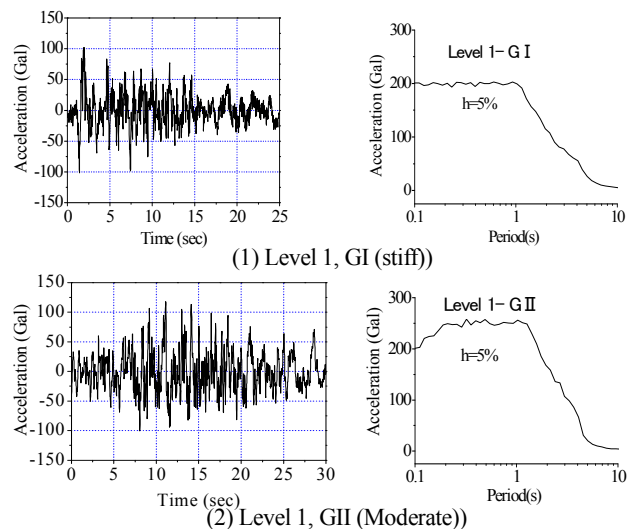 150
100
50
0
-50
-100
-150
Acceleration (Gal)
0 5 10 15 20 25
Time (sec)
300
200
100
0
Acceleration (Gal)
Level 1- G I
h=5%
0.1 1 10
Period(s)
(1) Level 1, GI (stiff))
150
100
50
0
-50
-100
-150
Acceleration (Gal)
0 5 10 15 20 25 30
Time (sec)
300
200
100
0
Acceleration (Gal)
Level 1- G II
h=5%
0.1 1 10
Period(s)
(2) Level 1, GII (Moderate))